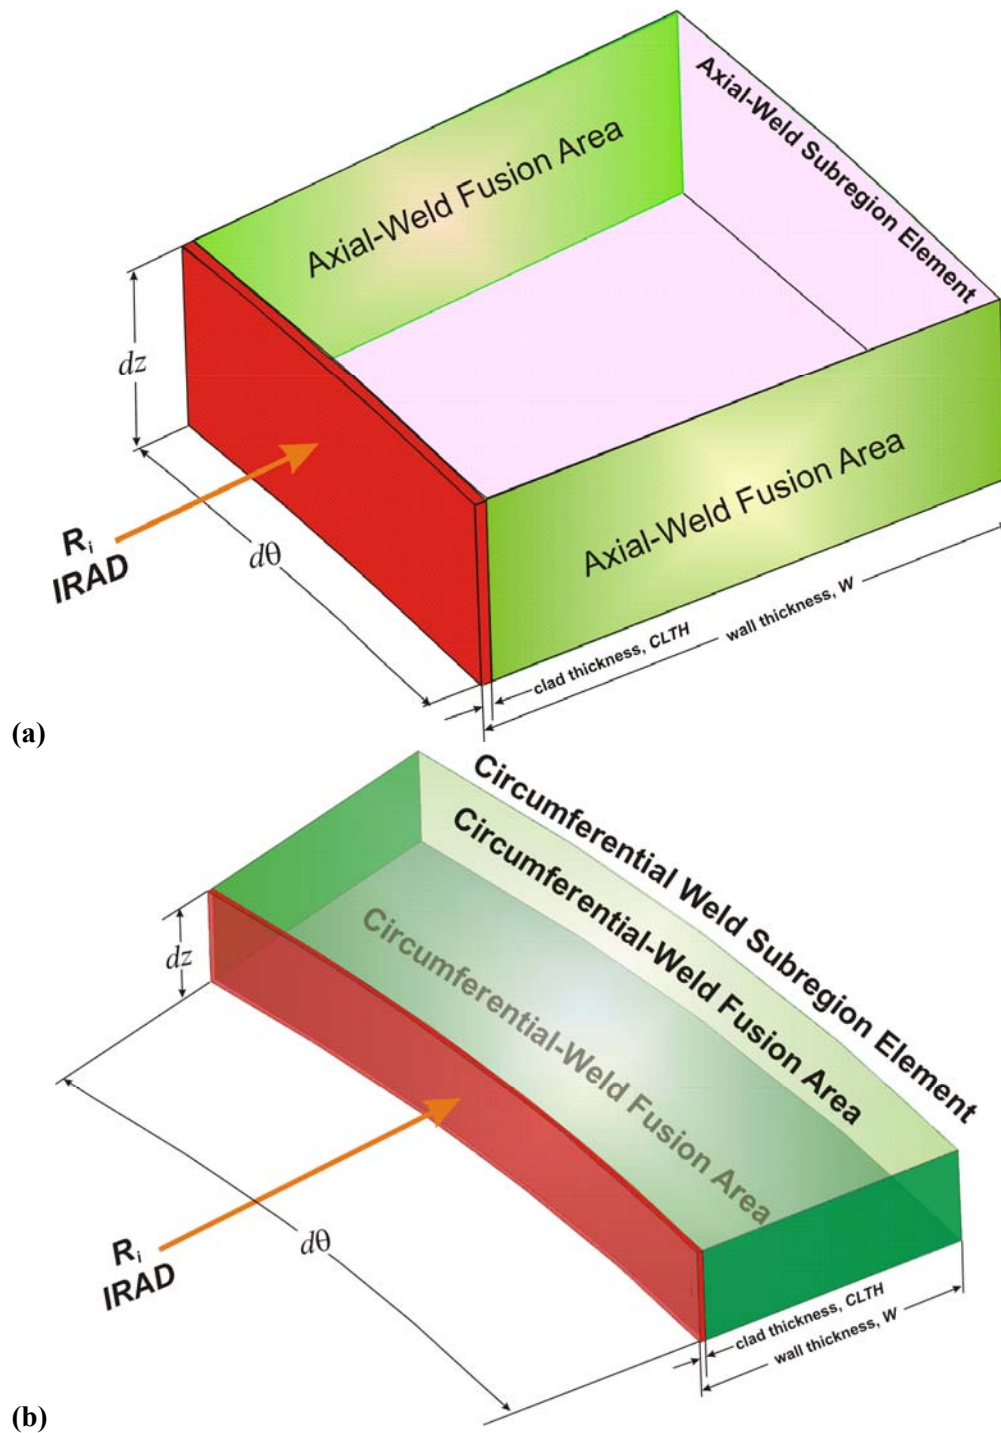 Axial-Weld Fusion Area
Axial-Weld Subregion Element
dz
Axial-Weld Fusion Area
Ri
IRAD
dθ
clad thickness, CLTH
wall thickness, W
(a)
Circumferential Weld Subregion Element
Circumferential-Weld Fusion Area
Circumferential-Weld Fusion Area
dz
Ri
IRAD
dθ
clad thickness, CLTH
wall thickness, W
(b)